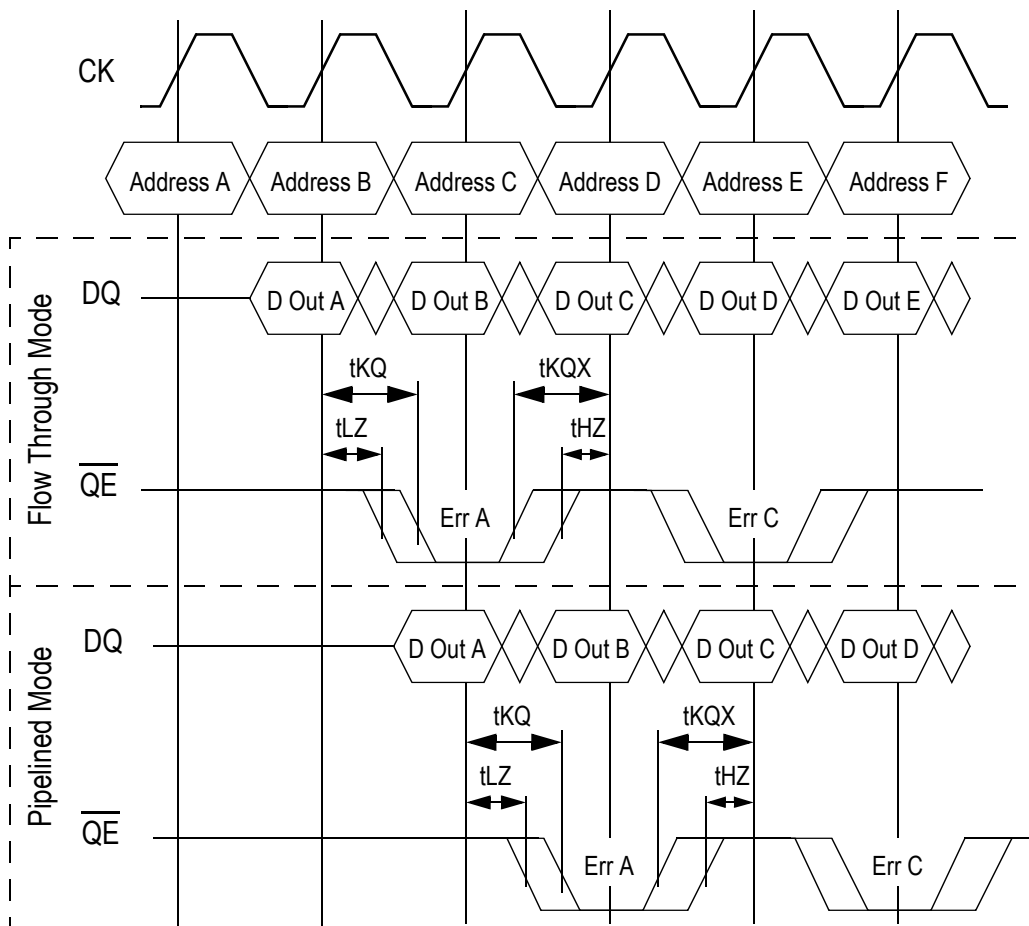 CK
Address A Address B Address C Address D Address E Address F
Flow Through Mode
DQ
D Out A D Out B D Out C D Out D D Out E
tKQ tKQX
tLZ tHZ
QE
Err A Err C
Pipelined Mode
DQ
D Out A D Out B D Out C D Out D
tKQ tKQX
tLZ tHZ
QE
Err A Err C